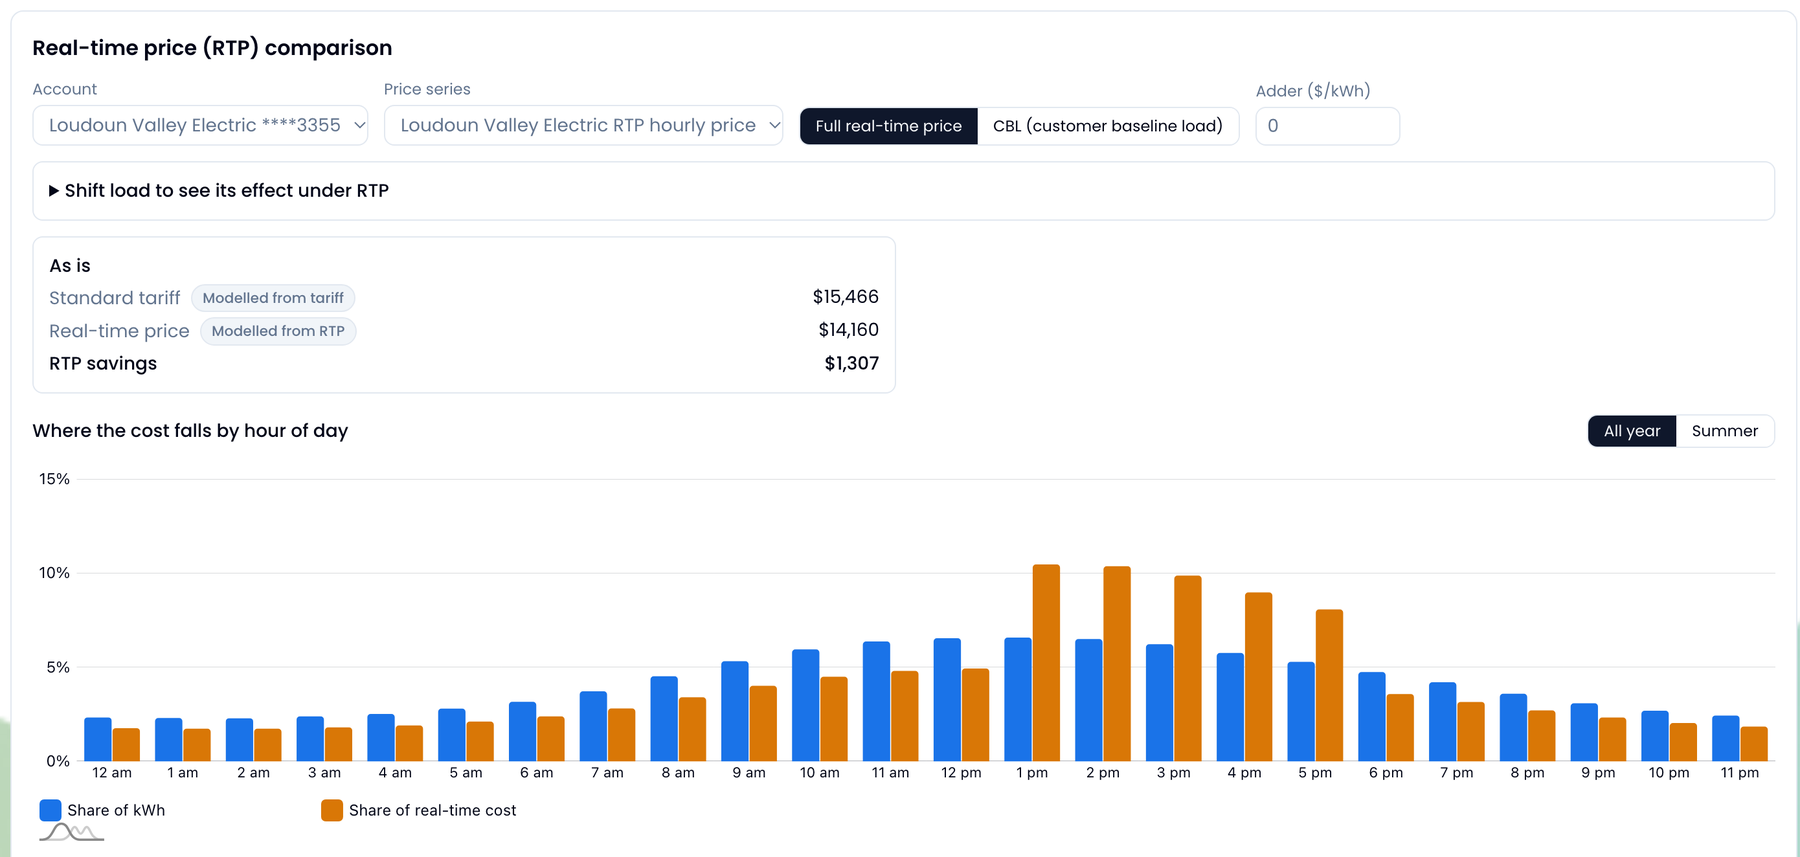 Real-time price (RTP) comparison
Account
Price series
Adder ($/kWh)
Loudoun Valley Electric ****3355
Loudoun Valley Electric RTP hourly price
Full real-time price
CBL (customer baseline load)
0
▶ Shift load to see its effect under RTP
As is
Standard tariff Modelled from tariff $15,466
Real-time price Modelled from RTP $14,160
RTP savings $1,307
Where the cost falls by hour of day
All year Summer
15%
10%
5%
0%
12 am 1 am 2 am 3 am 4 am 5 am 6 am 7 am 8 am 9 am 10 am 11 am 12 pm 1 pm 2 pm 3 pm 4 pm 5 pm 6 pm 7 pm 8 pm 9 pm 10 pm 11 pm
Share of kWh Share of real-time cost